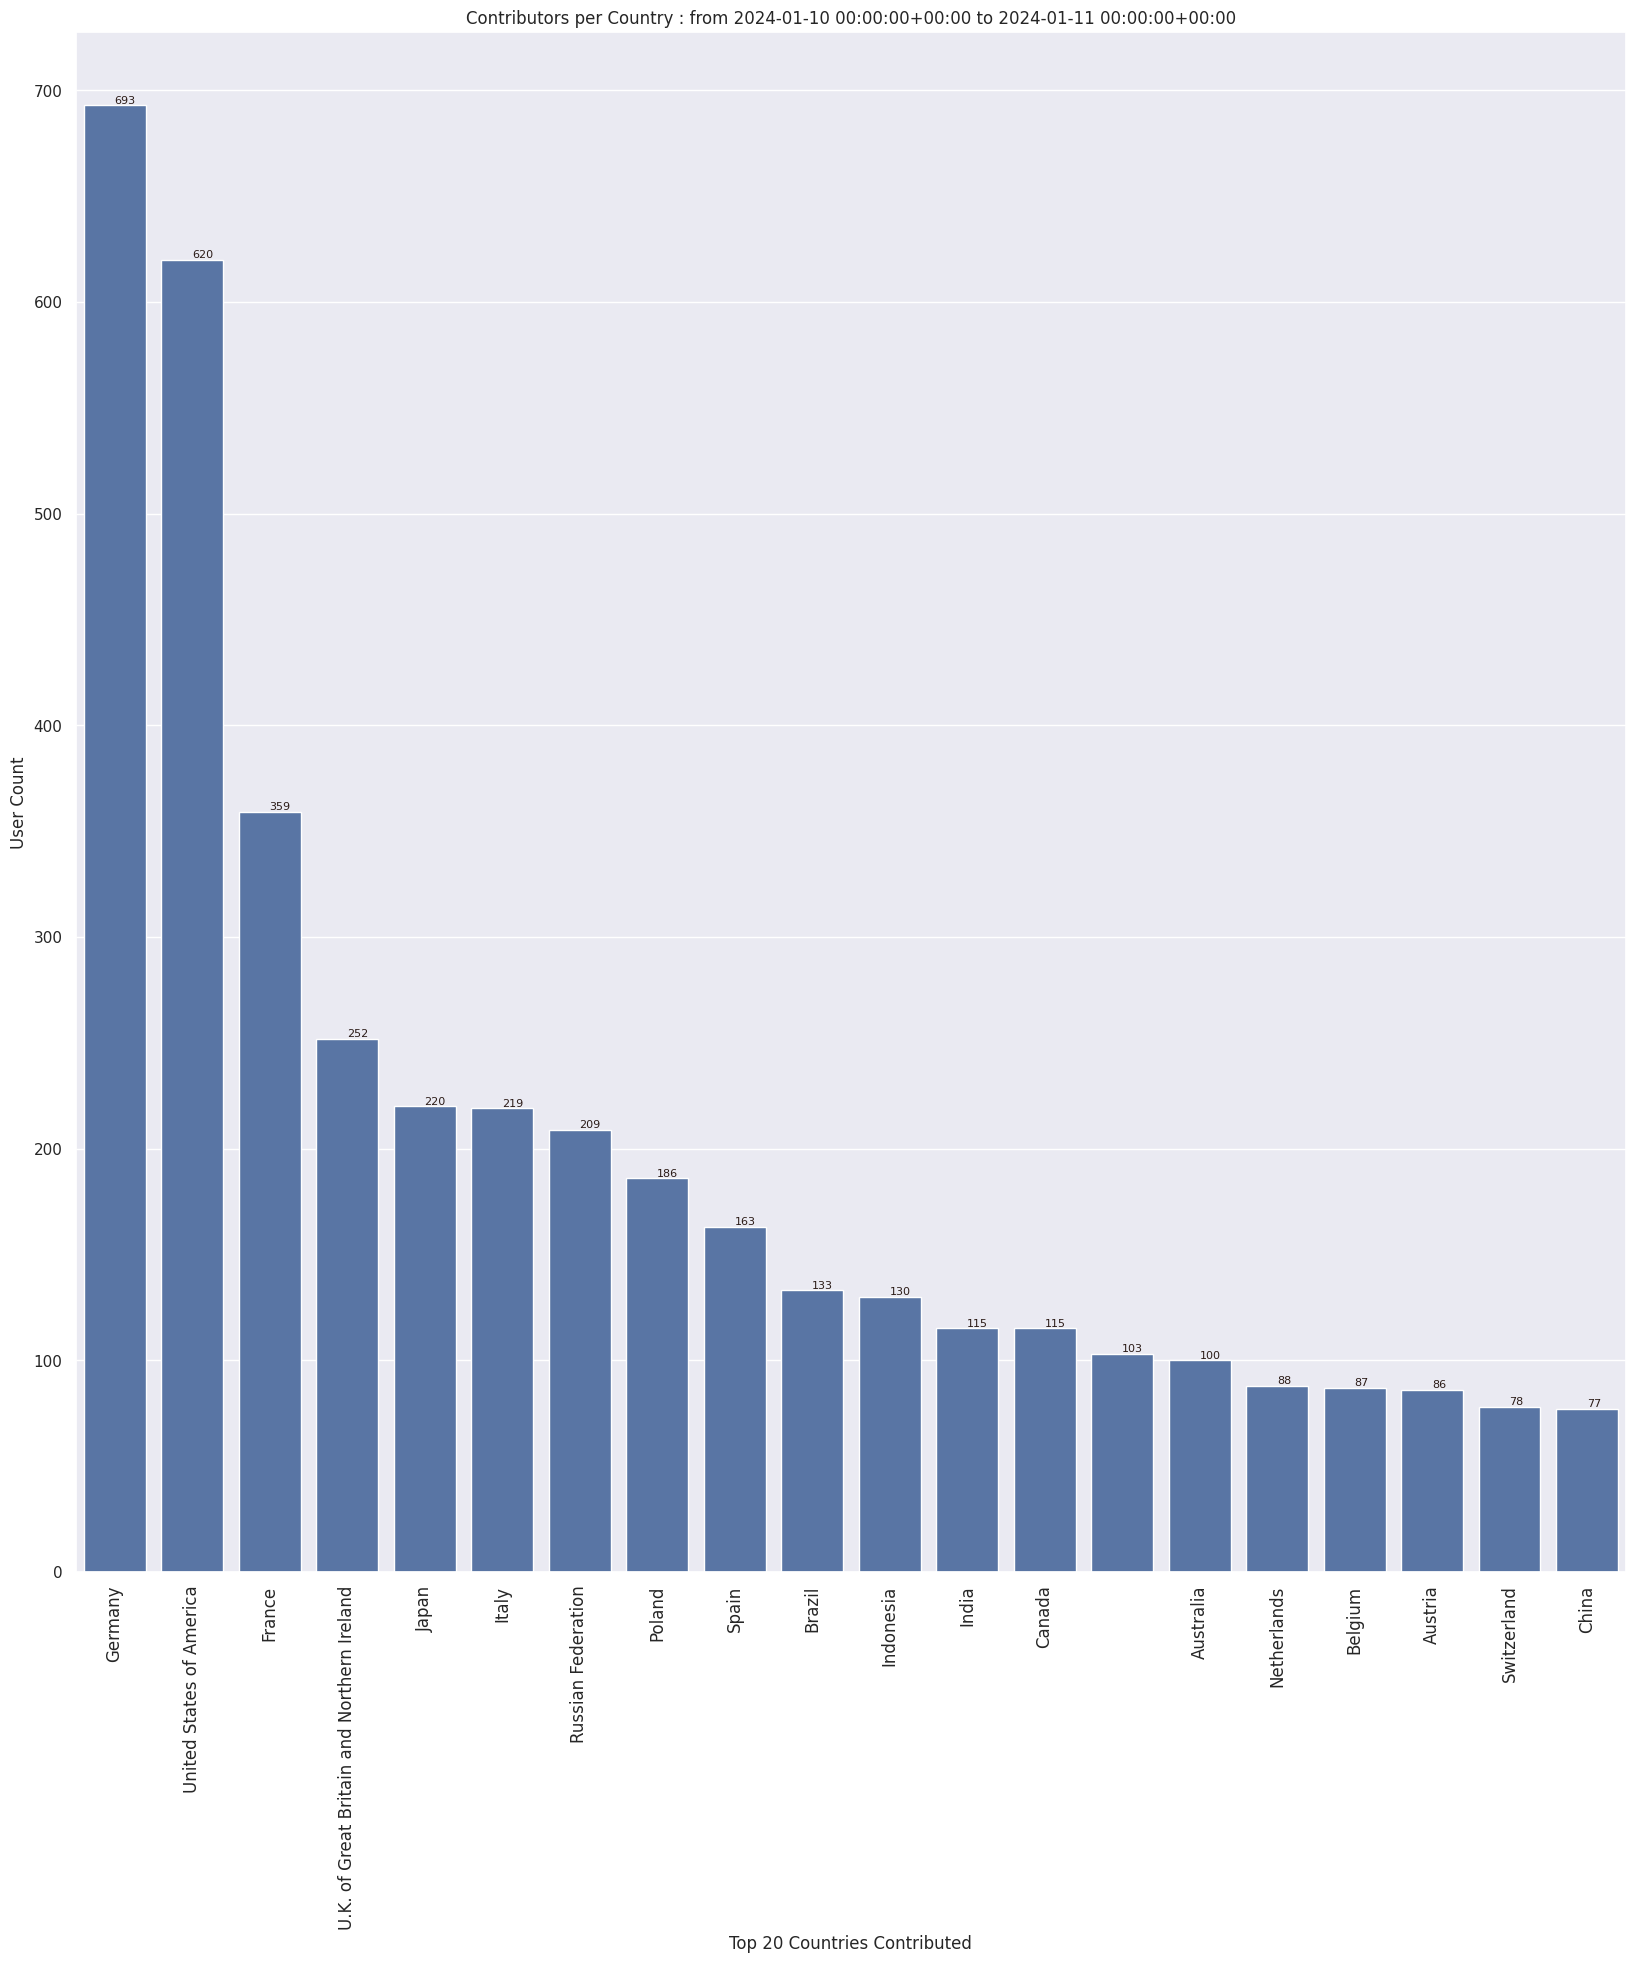 Contributors per Country : from 2024-01-10 00:00:00+00:00 to 2024-01-11 00:00:00+00:00
User Count
700
600
500
400
300
200
100
0
693
620
359
252
220
219
209
186
163
133
130
115
115
103
100
88
87
86
78
77
Germany
United States of America
France
U.K. of Great Britain and Northern Ireland
Japan
Italy
Russian Federation
Poland
Spain
Brazil
Indonesia
India
Canada
Australia
Netherlands
Belgium
Austria
Switzerland
China
Top 20 Countries Contributed